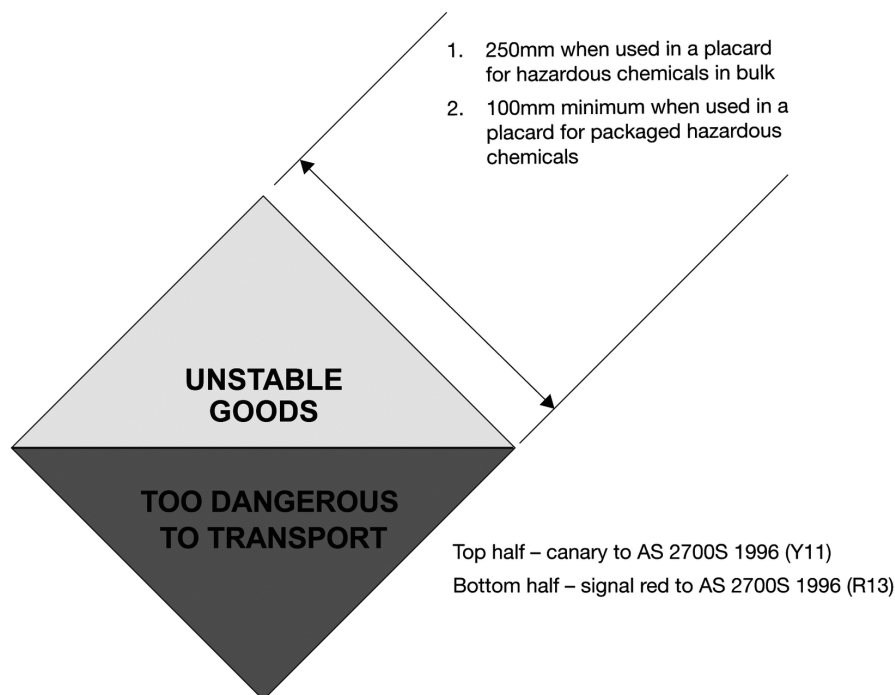 1. 250mm when used in a placard
for hazardous chemicals in bulk
2. 100mm minimum when used in a
placard for packaged hazardous
chemicals
UNSTABLE
GOODS
TOO DANGEROUS
TO TRANSPORT
Top half – canary to AS 2700S 1996 (Y11)
Bottom half – signal red to AS 2700S 1996 (R13)